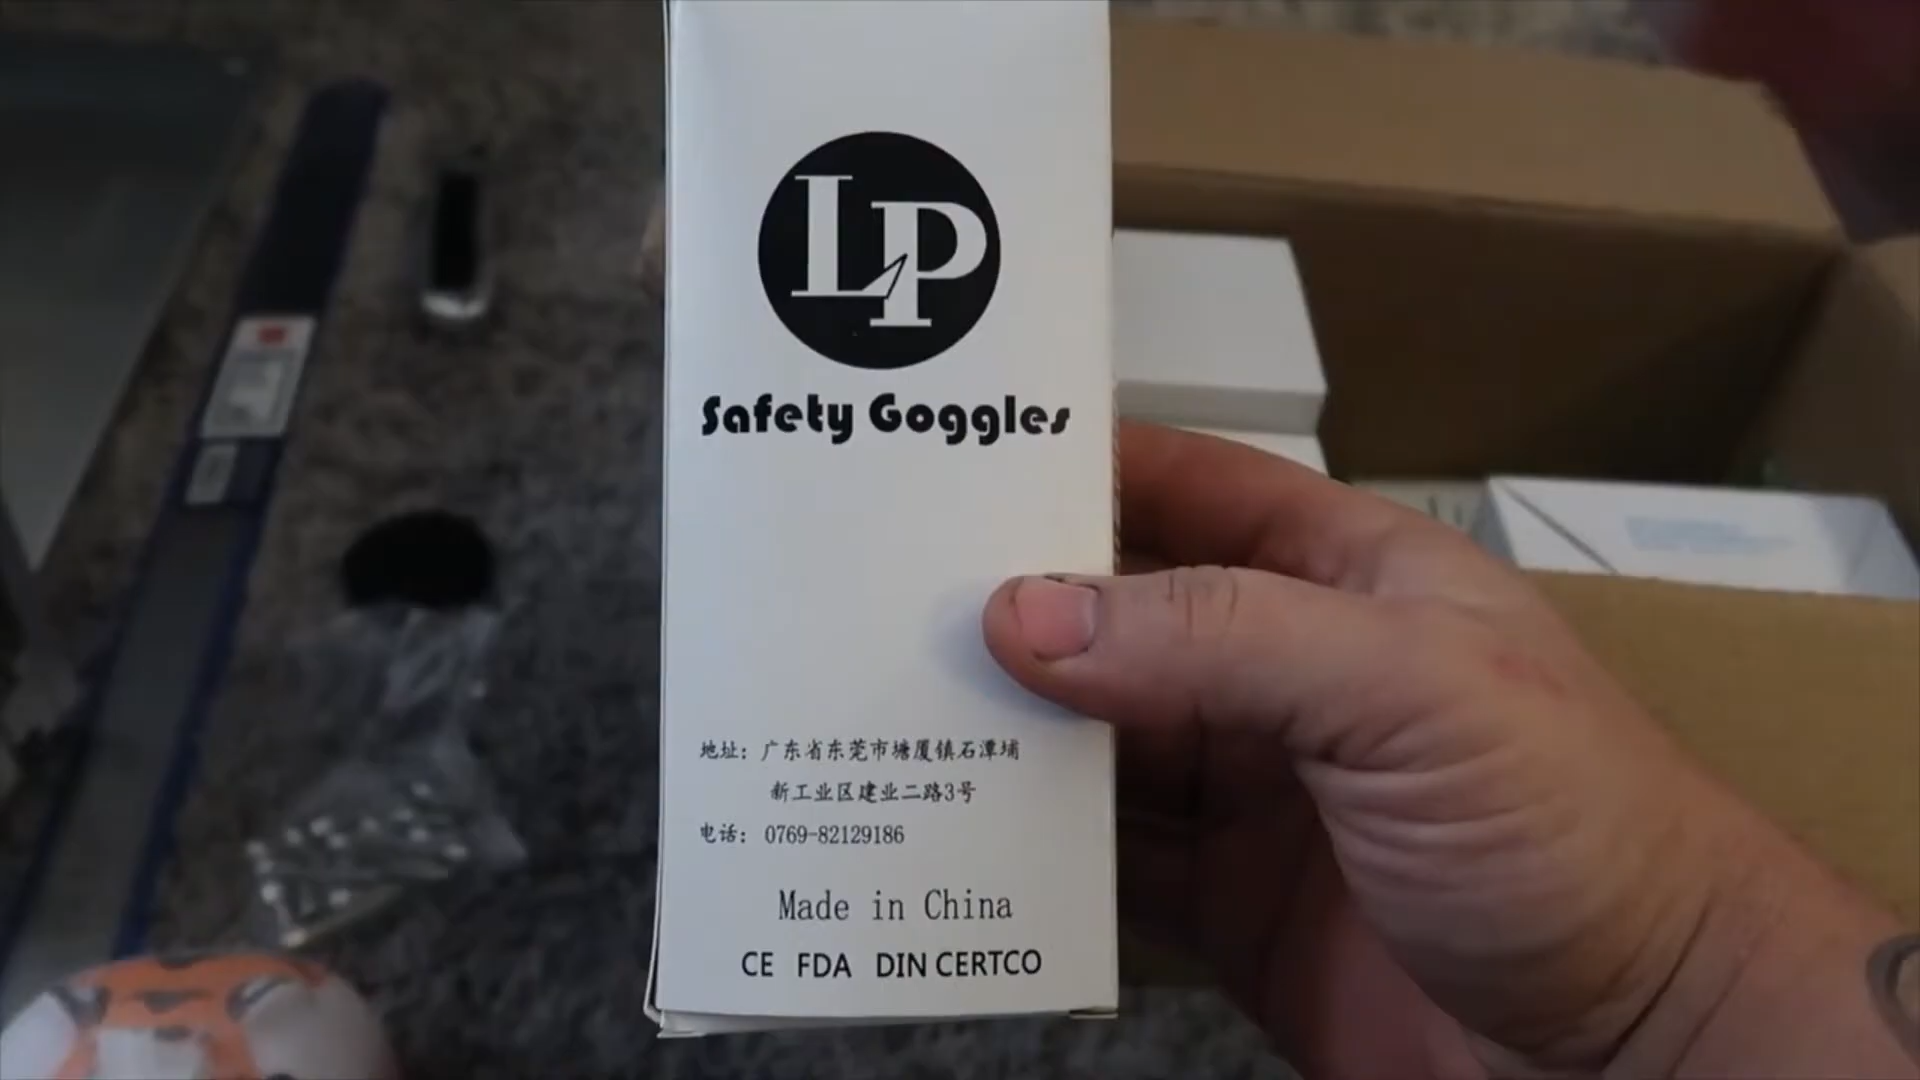 LP
Safety Goggles
地址：广东省东莞市塘厦镇石潭埔
新工业区建业二路3号
电话：0769-82129186
Made in China
CE FDA DIN CERTCO